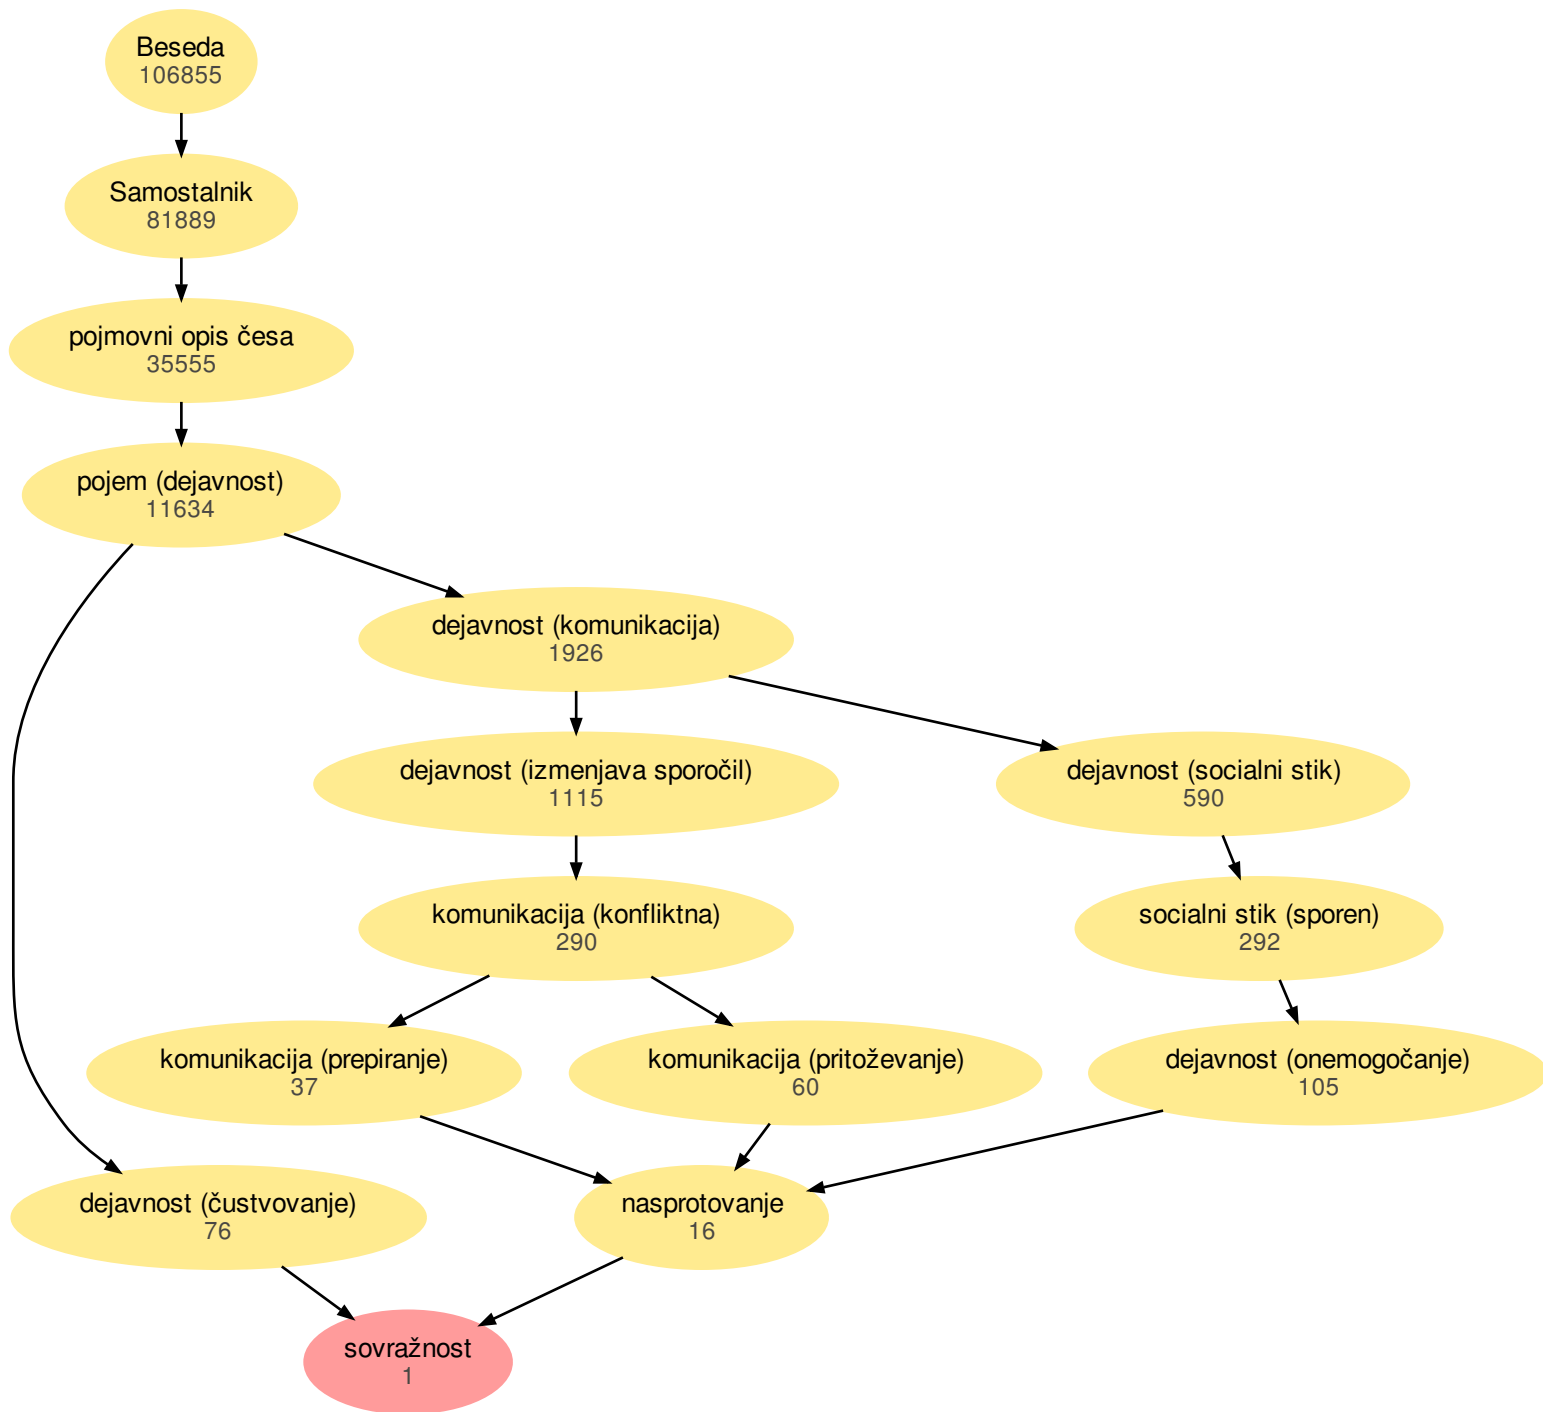 Beseda
106855
Samostalnik
81889
pojmovni opis česa
35555
pojem (dejavnost)
11634
dejavnost (komunikacija)
1926
dejavnost (izmenjava sporočil)
1115
dejavnost (socialni stik)
590
komunikacija (konfliktna)
290
socialni stik (sporen)
292
komunikacija (prepiranje)
37
komunikacija (pritoževanje)
60
dejavnost (onemogočanje)
105
dejavnost (čustvovanje)
76
nasprotovanje
16
sovražnost
1